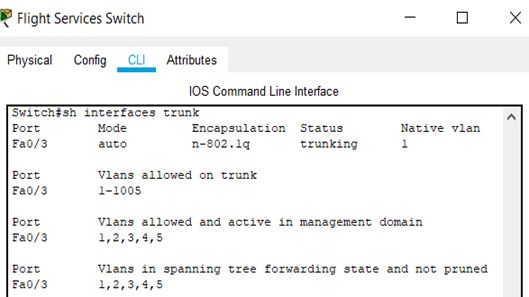 Flight Services Switch
Physical Config CLI Attributes
IOS Command Line Interface
Switch#sh interfaces trunk
Port Mode Encapsulation Status Native vlan
Fa0/3 auto n-802.1q trunking 1
Port Vlans allowed on trunk
Fa0/3 1-1005
Port Vlans allowed and active in management domain
Fa0/3 1,2,3,4,5
Port Vlans in spanning tree forwarding state and not pruned
Fa0/3 1,2,3,4,5